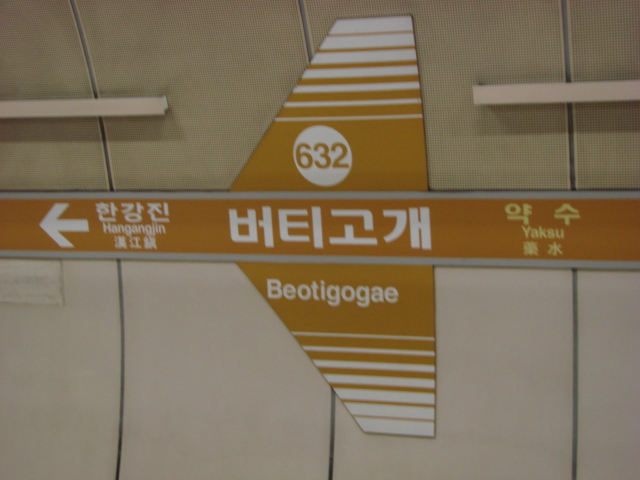 632
한강진
Hangangjin
漢江鎭
버티고개
약 수
Yaksu
藥 水
Beotigogae